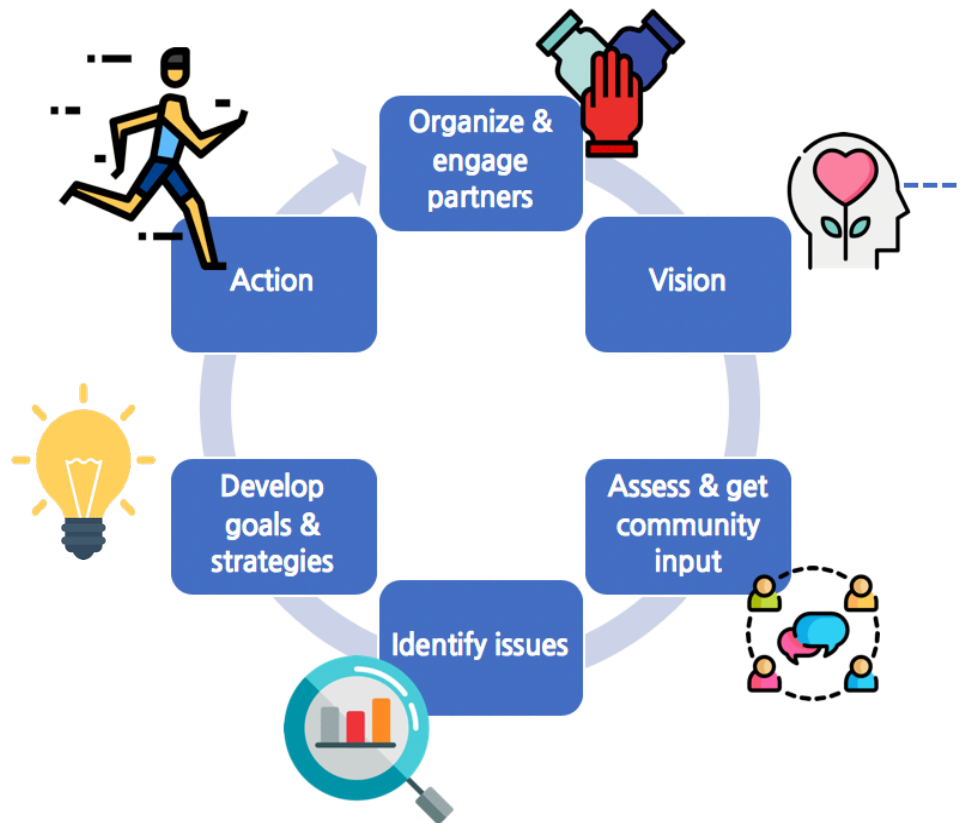 Organize &
engage
partners
Vision
Assess & get
community
input
Identify issues
Develop
goals &
strategies
Action